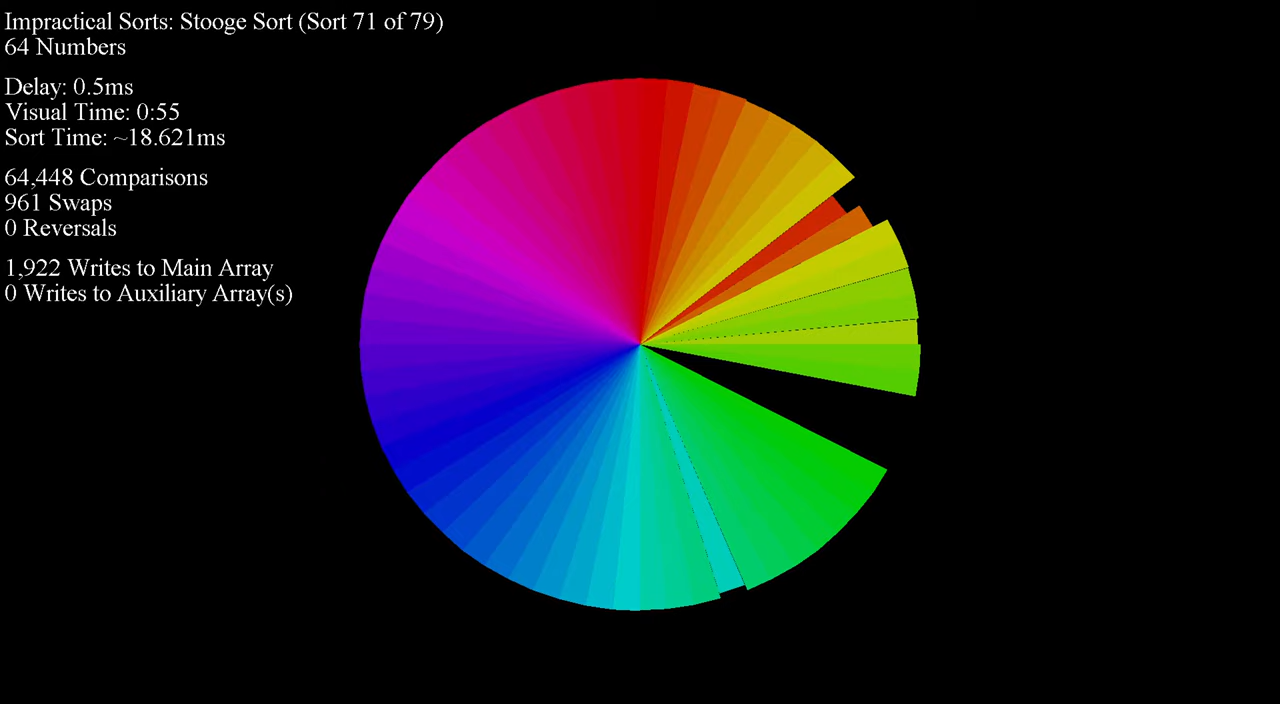 Impractical Sorts: Stooge Sort (Sort 71 of 79)
64 Numbers
Delay: 0.5ms
Visual Time: 0:55
Sort Time: ~18.621ms
64,448 Comparisons
961 Swaps
0 Reversals
1,922 Writes to Main Array
0 Writes to Auxiliary Array(s)